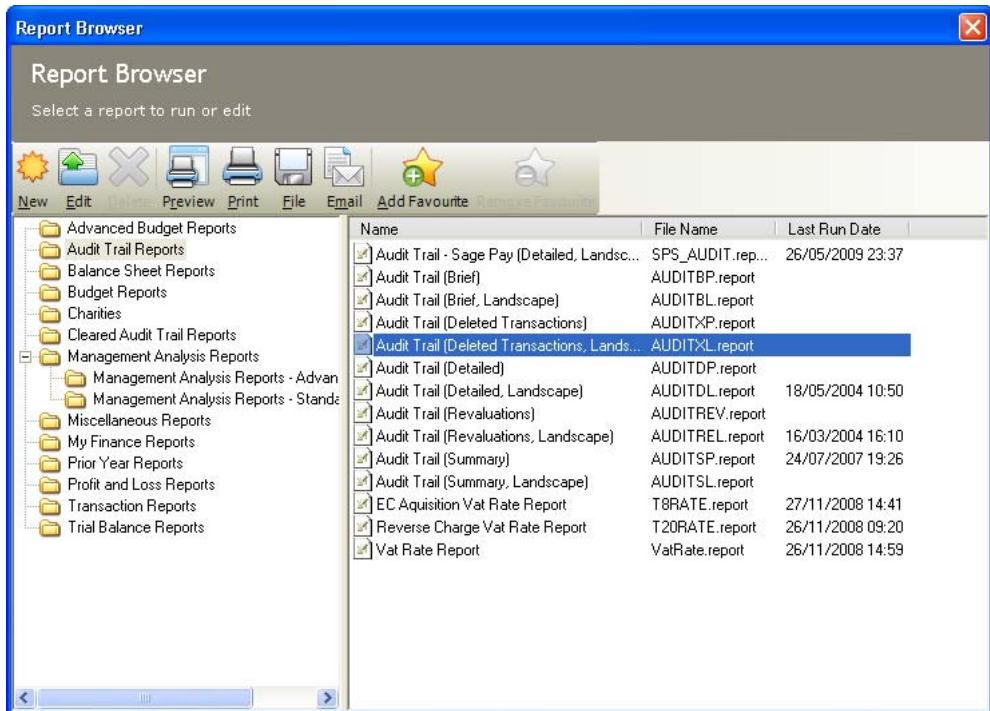 Report Browser
Report Browser
Select a report to run or edit
New Edit Delete Preview Print File Email Add Favourite Remove Favourite
Advanced Budget Reports
Audit Trail Reports
Balance Sheet Reports
Budget Reports
Charities
Cleared Audit Trail Reports
Management Analysis Reports
Management Analysis Reports - Advan
Management Analysis Reports - Standa
Miscellaneous Reports
My Finance Reports
Prior Year Reports
Profit and Loss Reports
Transaction Reports
Trial Balance Reports
Name File Name Last Run Date
Audit Trail - Sage Pay (Detailed, Landsc... SPS_AUDIT.rep... 26/05/2009 23:37
Audit Trail (Brief) AUDITBP.report
Audit Trail (Brief, Landscape) AUDITBL.report
Audit Trail (Deleted Transactions) AUDITXP.report
Audit Trail (Deleted Transactions, Lands... AUDITXL.report
Audit Trail (Detailed) AUDITDP.report
Audit Trail (Detailed, Landscape) AUDITDL.report 18/05/2004 10:50
Audit Trail (Revaluations) AUDITREV.report
Audit Trail (Revaluations, Landscape) AUDITREL.report 16/03/2004 16:10
Audit Trail (Summary) AUDITSP.report 24/07/2007 19:26
Audit Trail (Summary, Landscape) AUDITSL.report
EC Aquisition Vat Rate Report T8RATE.report 27/11/2008 14:41
Reverse Charge Vat Rate Report T20RATE.report 26/11/2008 09:20
Vat Rate Report VatRate.report 26/11/2008 14:59